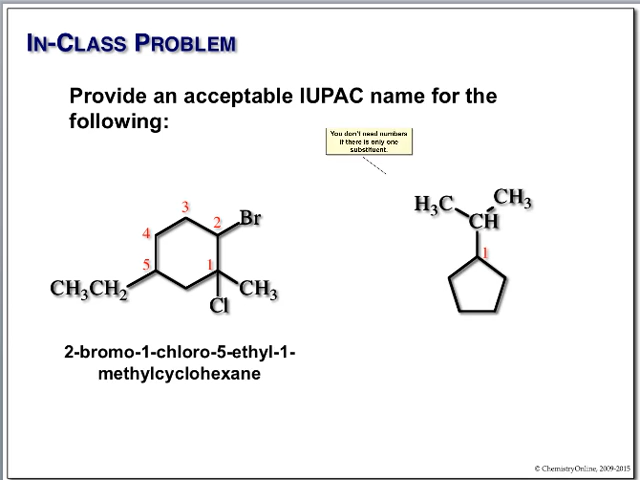 IN-CLASS PROBLEM
Provide an acceptable IUPAC name for the
following:
You don't need numbers
if there is only one
substituent.
3
4
2
Br
5
1
CH3CH2
CH3
Cl
2-bromo-1-chloro-5-ethyl-1-
methylcyclohexane
H3C
CH3
CH
1
© ChemistryOnline, 2009-2015